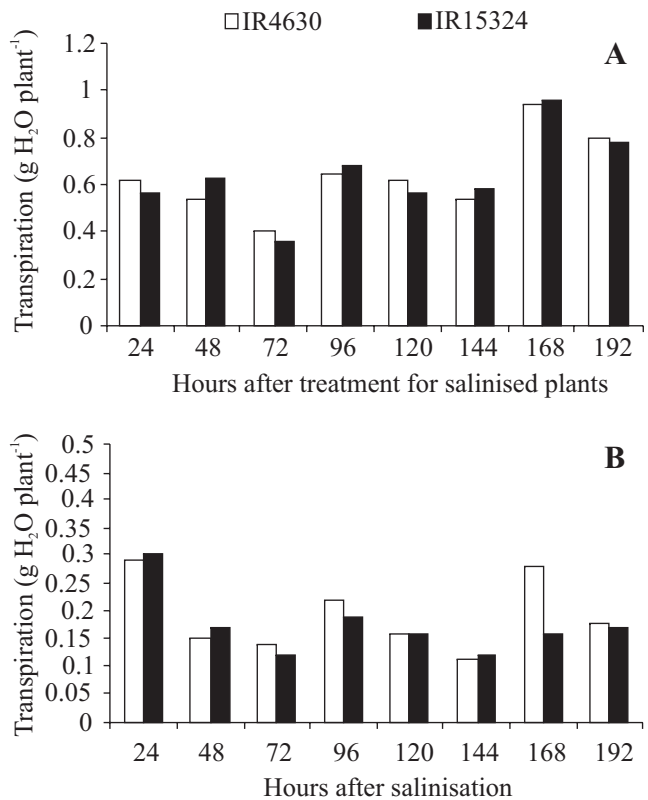 IR4630 IR15324
A
Transpiration (g H₂O plant⁻¹)
1.2
1
0.8
0.6
0.4
0.2
0
24 48 72 96 120 144 168 192
Hours after treatment for salinised plants
B
Transpiration (g H₂O plant⁻¹)
0.5
0.45
0.4
0.35
0.3
0.2
0.15
0.1
0.05
0
24 48 72 96 120 144 168 192
Hours after salinisation